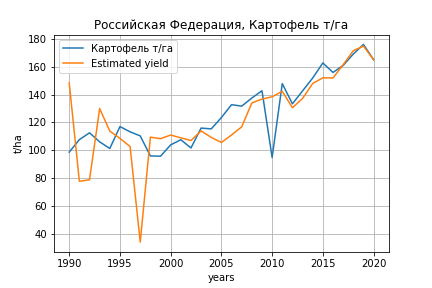 Российская Федерация, Картофель т/га
180
160
140
120
100
80
60
40
t/ha
Картофель т/га
Estimated yield
1990 1995 2000 2005 2010 2015 2020
years